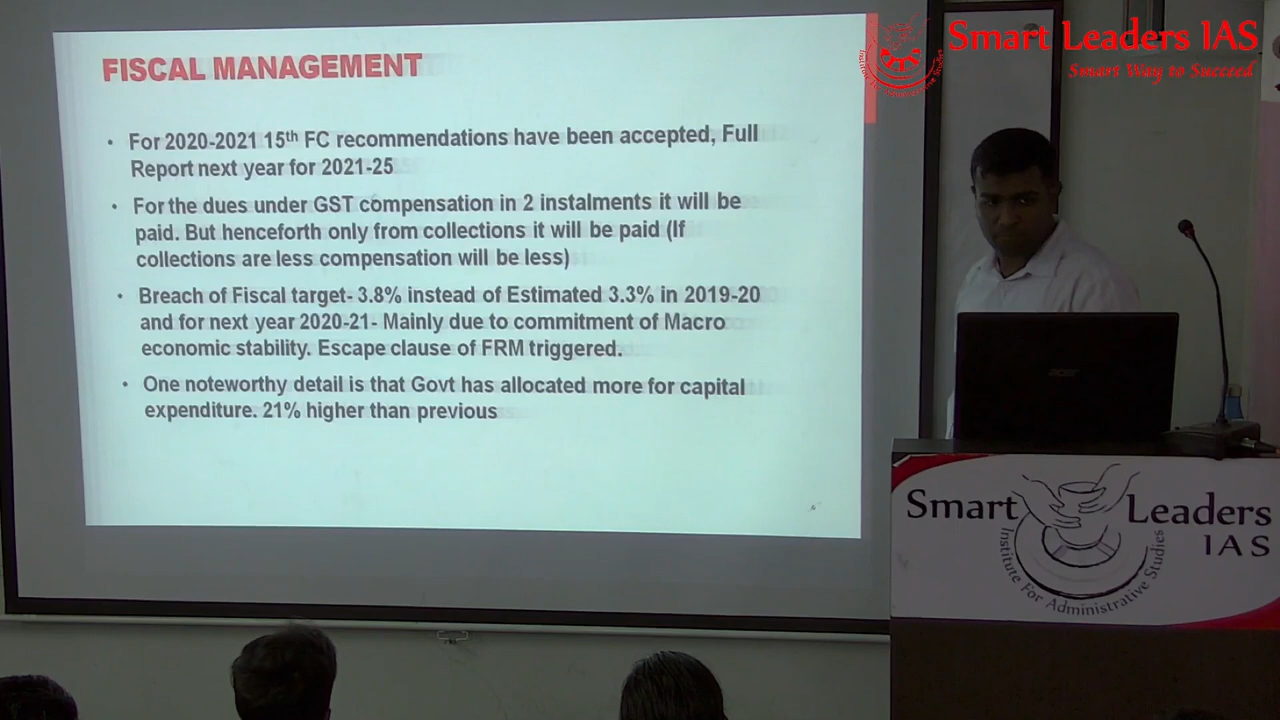 Smart Leaders IAS
Smart Way to Succeed
Institute For Administrative Studies
FISCAL MANAGEMENT
• For 2020-2021 15th FC recommendations have been accepted, Full
Report next year for 2021-25
• For the dues under GST compensation in 2 instalments it will be
paid. But henceforth only from collections it will be paid (If
collections are less compensation will be less)
• Breach of Fiscal target- 3.8% instead of Estimated 3.3% in 2019-20
and for next year 2020-21- Mainly due to commitment of Macro
economic stability. Escape clause of FRM triggered.
• One noteworthy detail is that Govt has allocated more for capital
expenditure. 21% higher than previous
acer
Smart Leaders
IAS
Institute For Administrative Studies